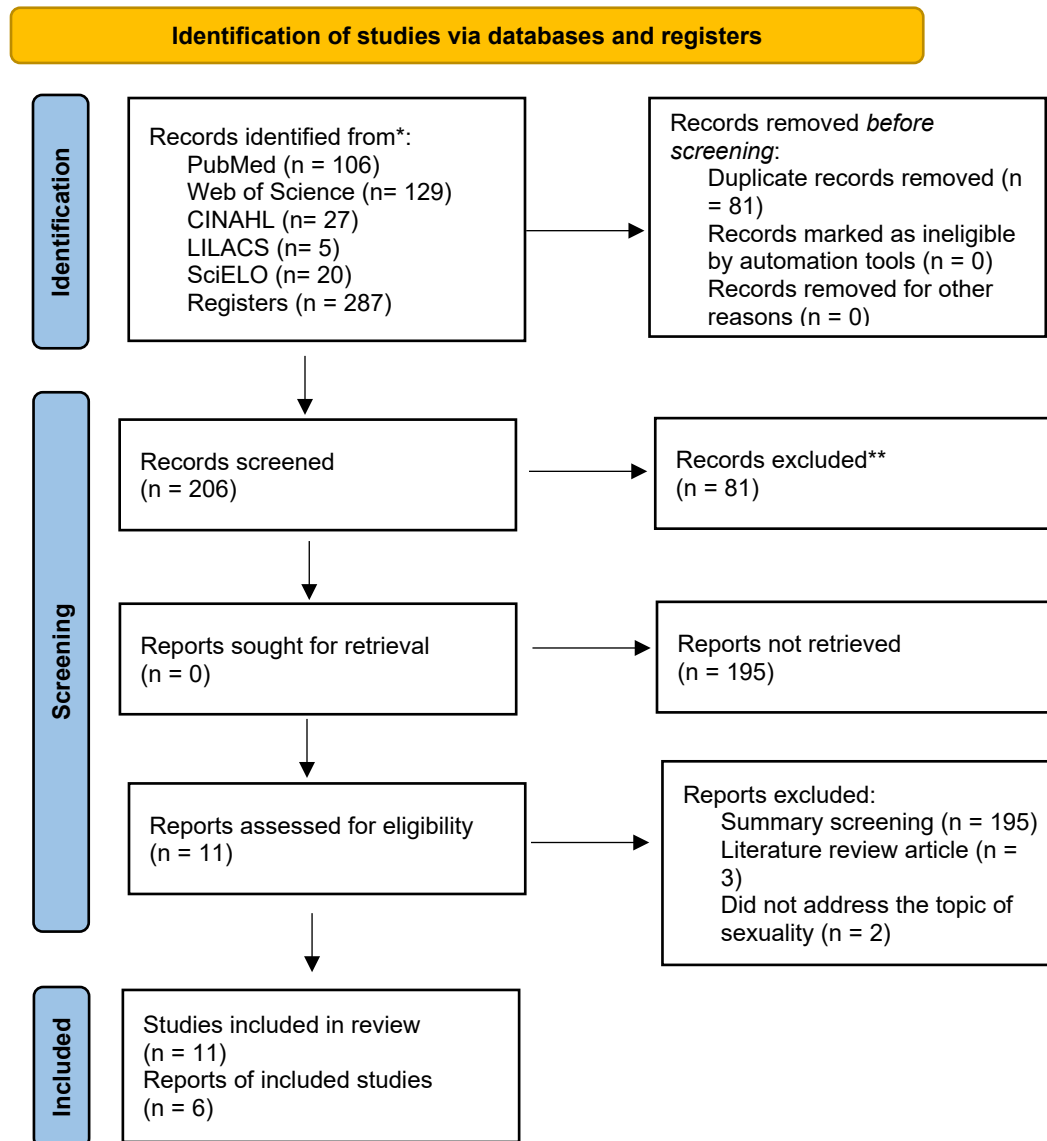 Identification of studies via databases and registers
Identification
Records identified from*:
PubMed (n = 106)
Web of Science (n= 129)
CINAHL (n= 27)
LILACS (n= 5)
SciELO (n= 20)
Registers (n = 287)
Records removed before
screening:
Duplicate records removed (n
= 81)
Records marked as ineligible
by automation tools (n = 0)
Records removed for other
reasons (n = 0)
Screening
Records screened
(n = 206)
Records excluded**
(n = 81)
Reports sought for retrieval
(n = 0)
Reports not retrieved
(n = 195)
Reports assessed for eligibility
(n = 11)
Reports excluded:
Summary screening (n = 195)
Literature review article (n =
3)
Did not address the topic of
sexuality (n = 2)
Included
Studies included in review
(n = 11)
Reports of included studies
(n = 6)